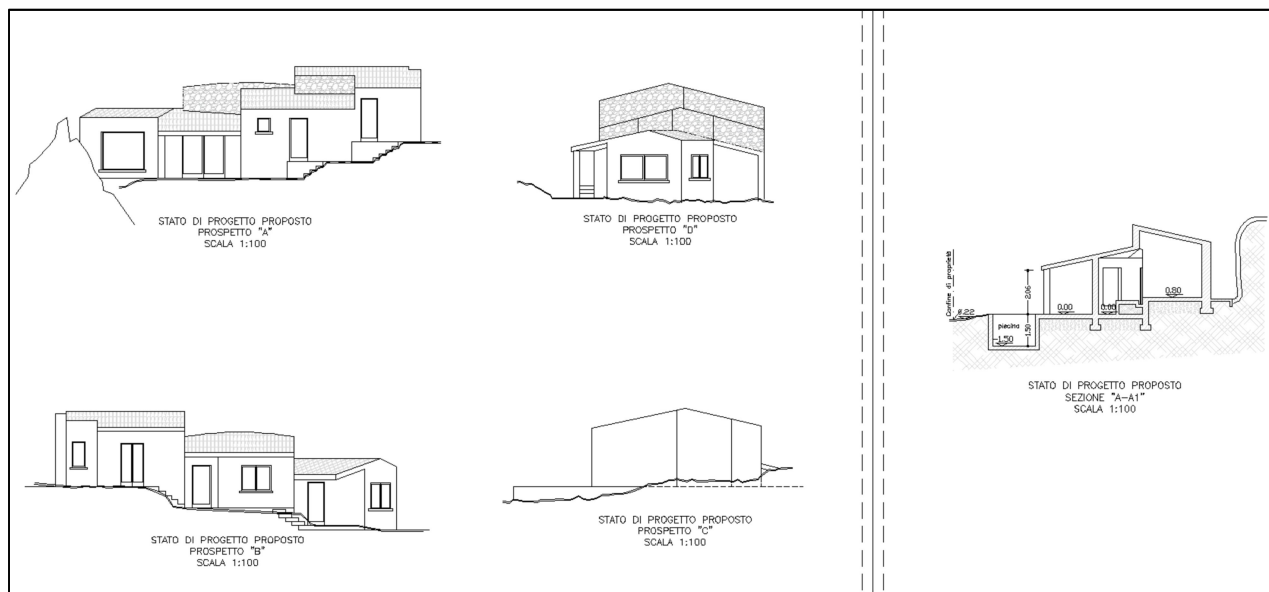 STATO DI PROGETTO PROPOSTO
PROSPETTO "A"
SCALA 1:100
STATO DI PROGETTO PROPOSTO
PROSPETTO "D"
SCALA 1:100
STATO DI PROGETTO PROPOSTO
PROSPETTO "B"
SCALA 1:100
STATO DI PROGETTO PROPOSTO
PROSPETTO "C"
SCALA 1:100
Confine di proprietà
2.06
0.80
0.00
0.00
piscina
1.50
-1.50
STATO DI PROGETTO PROPOSTO
SEZIONE "A-A1"
SCALA 1:100